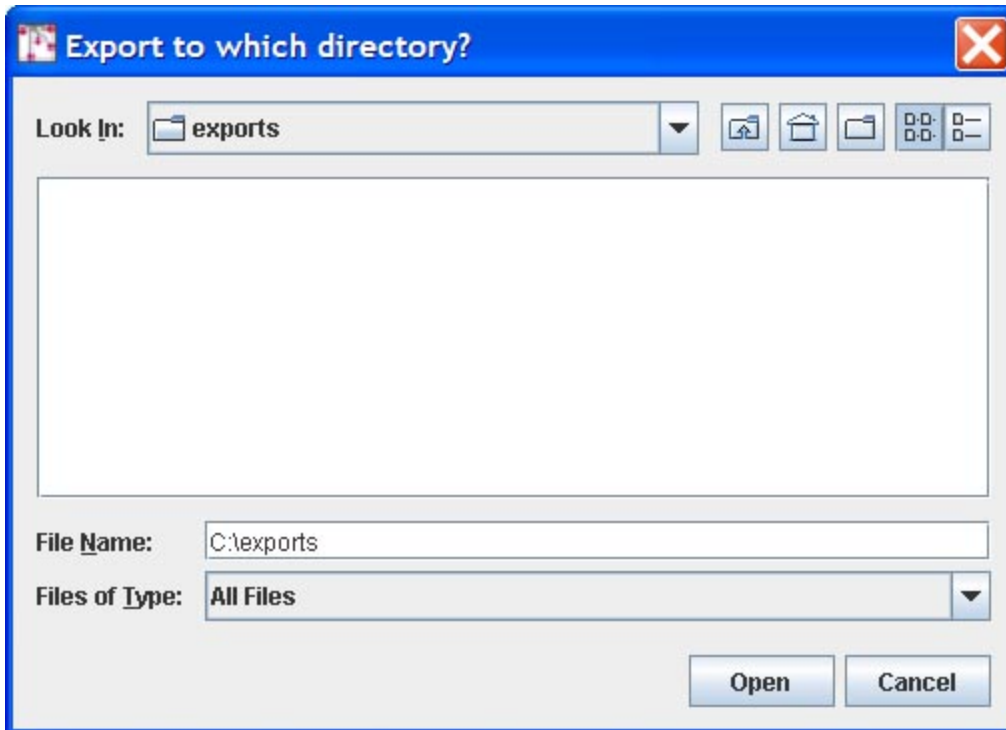 Export to which directory?
Look In: exports
File Name: C:\exports
Files of Type: All Files
Open Cancel